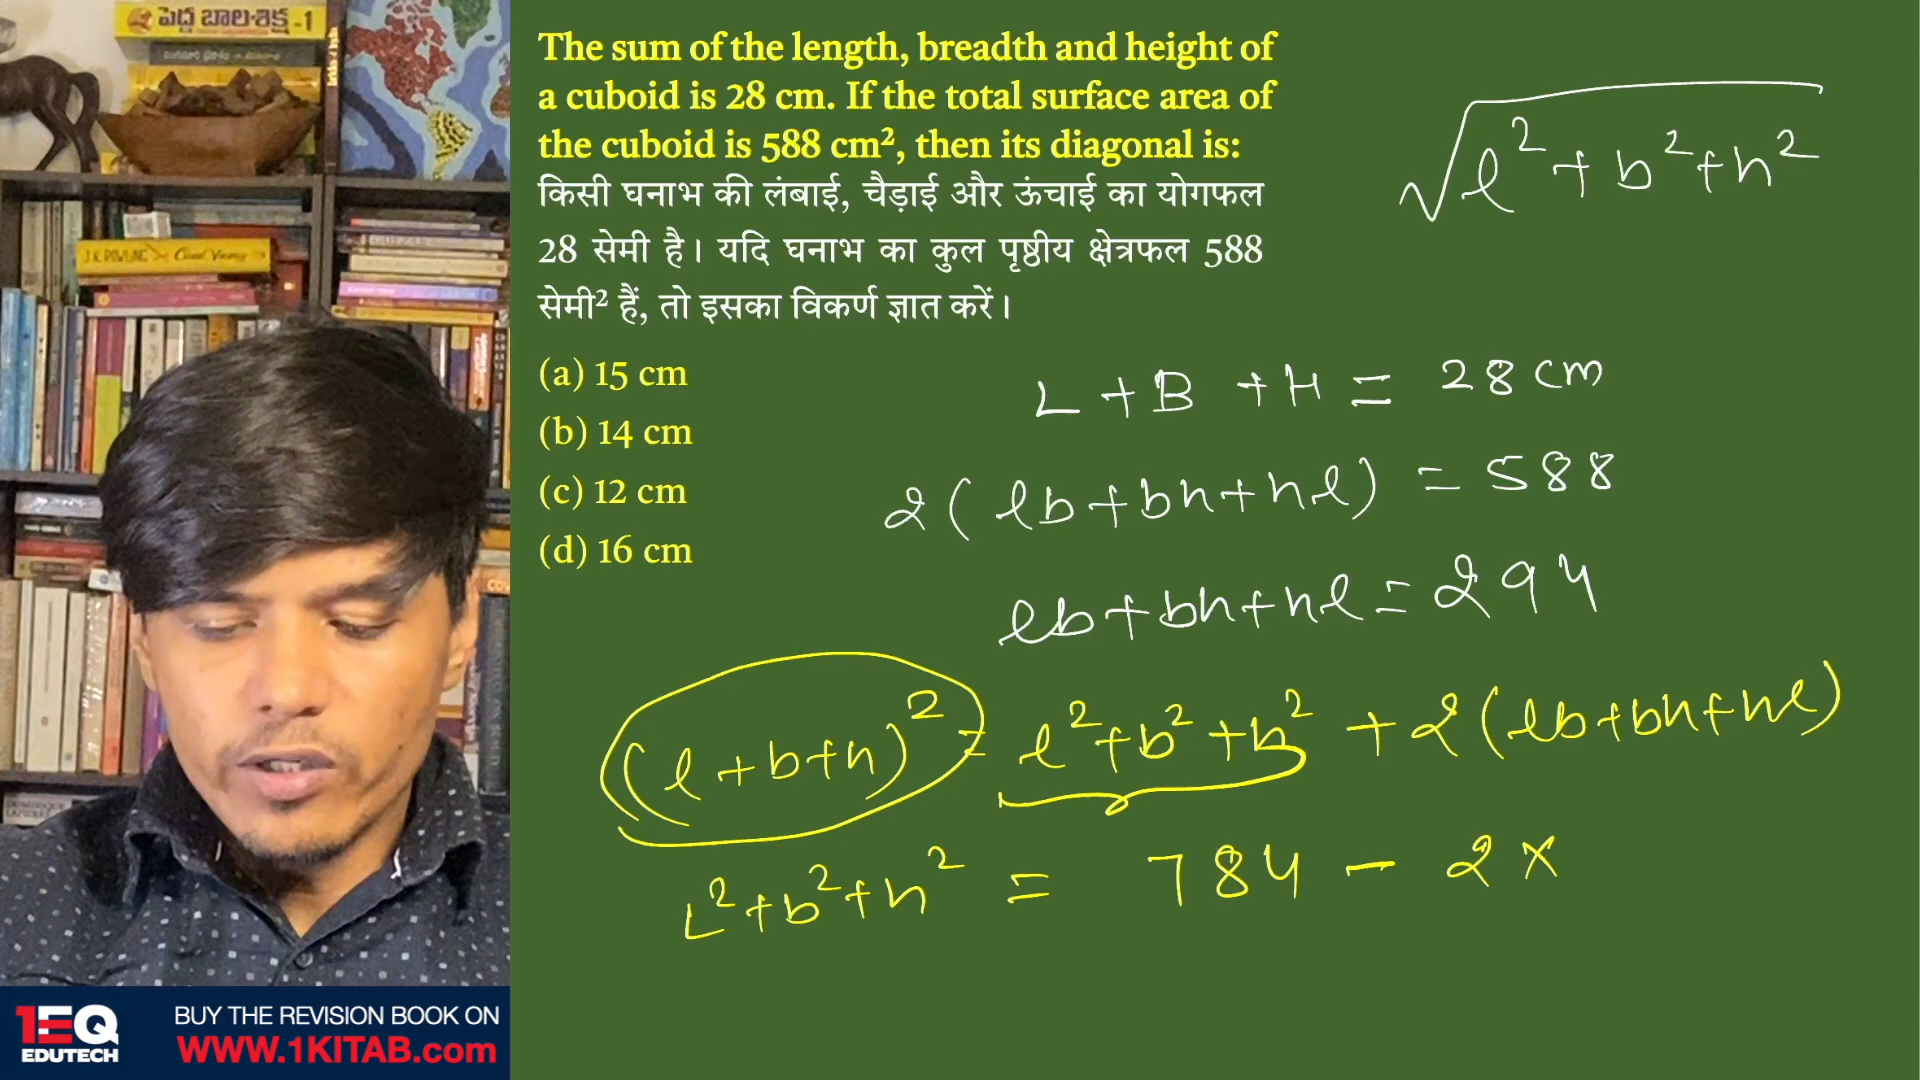 పెద్ద బాలశిక్ష -1
The sum of the length, breadth and height of
a cuboid is 28 cm. If the total surface area of
the cuboid is 588 cm², then its diagonal is:
किसी घनाभ की लंबाई, चैड़ाई और ऊंचाई का योगफल
28 सेमी है। यदि घनाभ का कुल पृष्ठीय क्षेत्रफल 588
सेमी² हैं, तो इसका विकर्ण ज्ञात करें।
(a) 15 cm
(b) 14 cm
(c) 12 cm
(d) 16 cm
√l²+b²+h²
L+B+H = 28 cm
2(lb+bh+hl) = 588
lb+bh+hl = 294
(l+b+h)² = l²+b²+h² + 2(lb+bh+hl)
L²+b²+h² = 784 - 2×
1EQ
EDUTECH
BUY THE REVISION BOOK ON
WWW.1KITAB.com